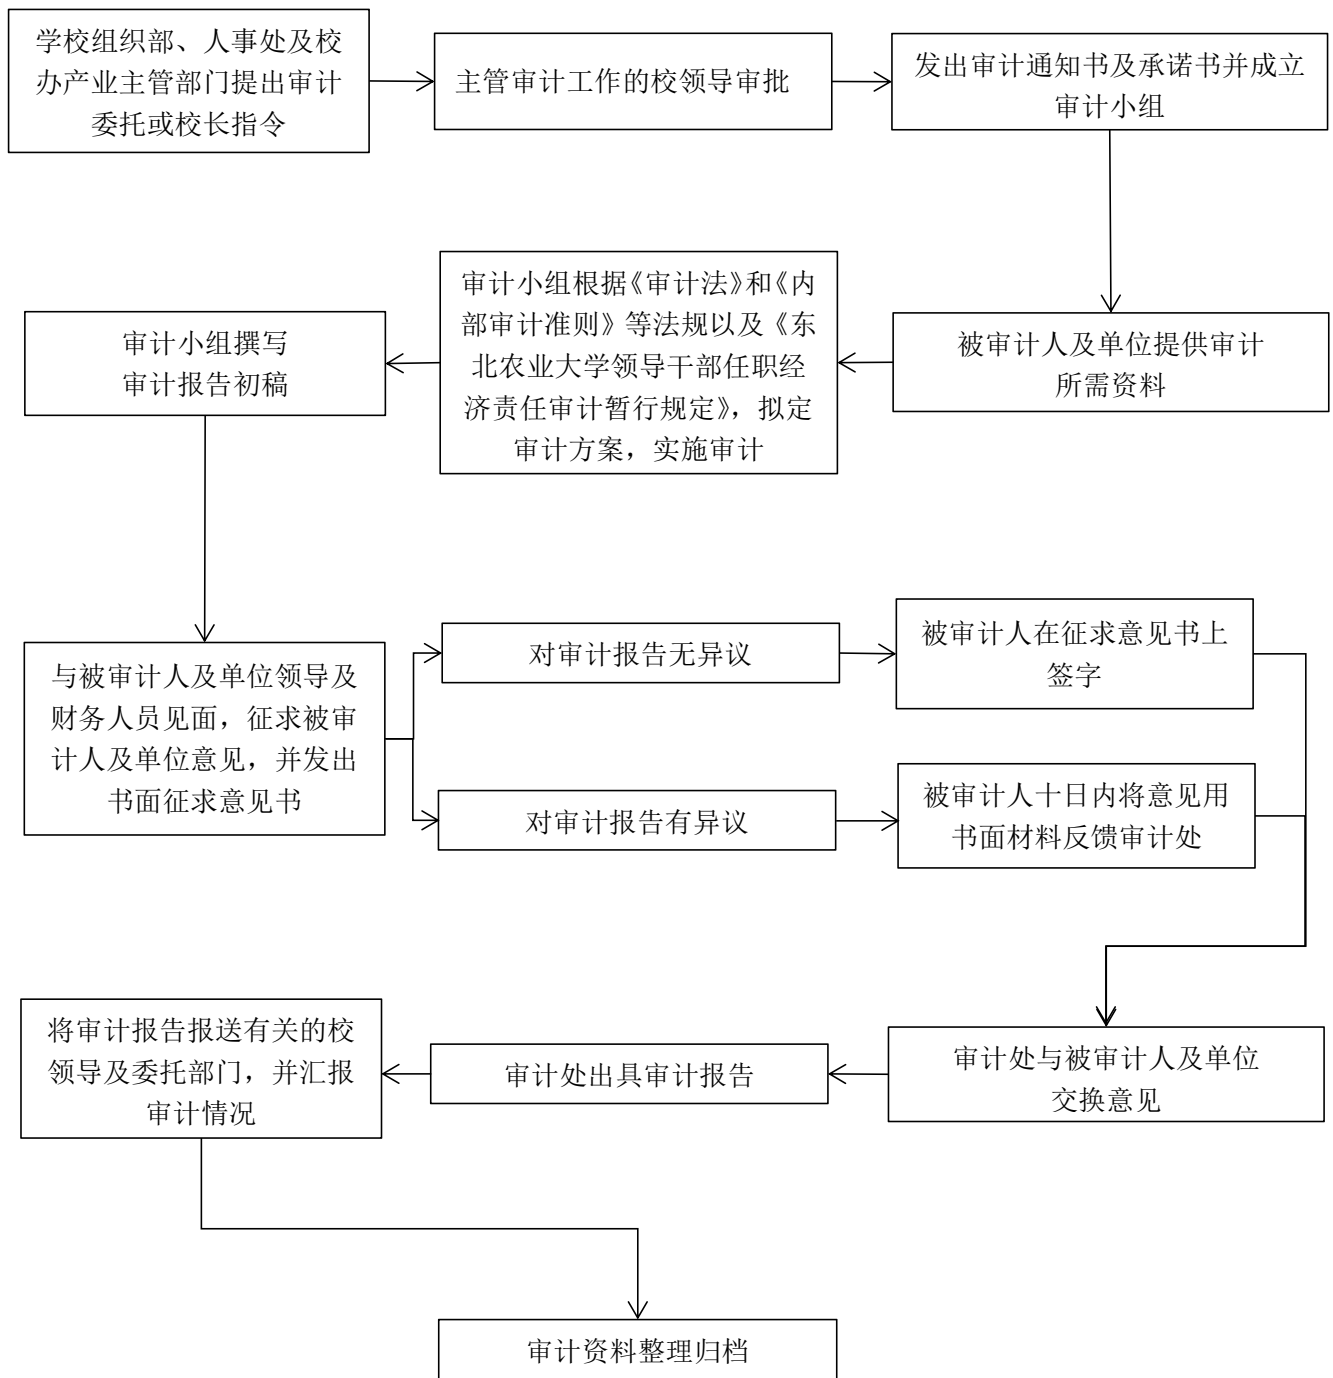 学校组织部、人事处及校
办产业主管部门提出审计
委托或校长指令
主管审计工作的校领导审批
发出审计通知书及承诺书并成立
审计小组
被审计人及单位提供审计
所需资料
审计小组根据《审计法》和《内
部审计准则》等法规以及《东
北农业大学领导干部任职经
济责任审计暂行规定》，拟定
审计方案，实施审计
审计小组撰写
审计报告初稿
与被审计人及单位领导及
财务人员见面，征求被审
计人及单位意见，并发出
书面征求意见书
对审计报告无异议
被审计人在征求意见书上
签字
对审计报告有异议
被审计人十日内将意见用
书面材料反馈审计处
审计处与被审计人及单位
交换意见
审计处出具审计报告
将审计报告报送有关的校
领导及委托部门，并汇报
审计情况
审计资料整理归档